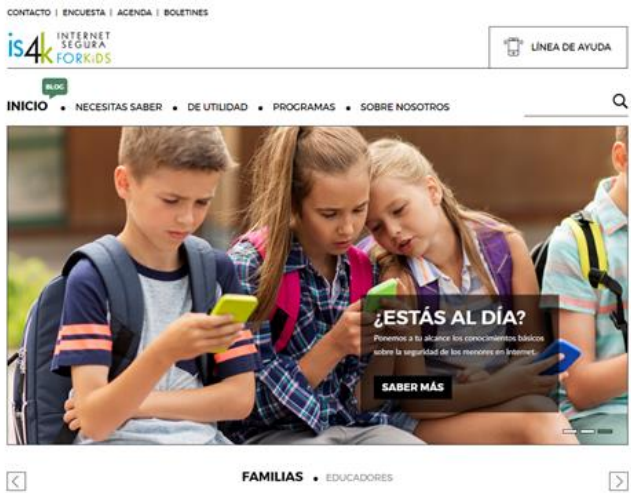 CONTACTO | ENCUESTA | AGENDA | BOLETINES
is4k INTERNET
SEGURA
FORKiDS
LÍNEA DE AYUDA
BLOG
INICIO • NECESITAS SABER • DE UTILIDAD • PROGRAMAS • SOBRE NOSOTROS
¿ESTÁS AL DÍA?
Ponemos a tu alcance los conocimientos básicos
sobre la seguridad de los menores en Internet.
SABER MÁS
FAMILIAS • EDUCADORES